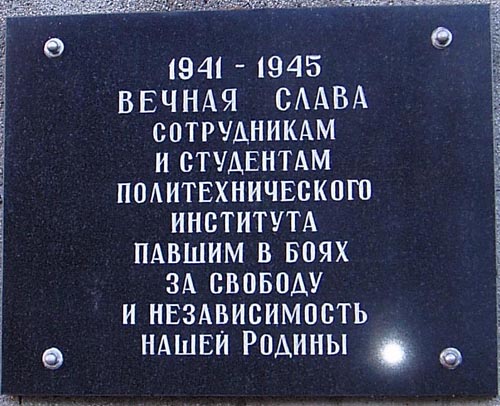 1941 - 1945
ВЕЧНАЯ СЛАВА
СОТРУДНИКАМ
И СТУДЕНТАМ
ПОЛИТЕХНИЧЕСКОГО
ИНСТИТУТА
ПАВШИМ В БОЯХ
ЗА СВОБОДУ
И НЕЗАВИСИМОСТЬ
НАШЕЙ РОДИНЫ